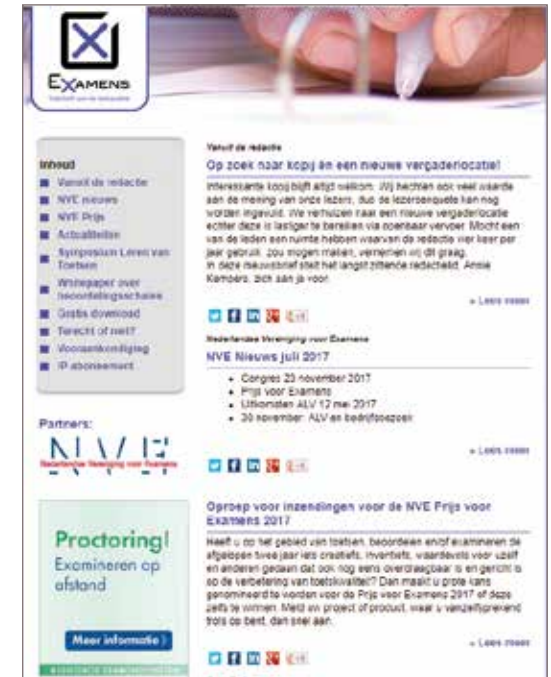 EXAMENS
Inhoud
Vanuit de redactie
NVE nieuws
NVE Prijs
Actualiteiten
Symposium Leren van
Toetsen
Whitepaper over
beoordelingsschalen
Gratis download
Terecht of niet?
Vooraankondiging
IP abonnement
Partners:
NVE
Nederlandse Vereniging voor Examens
Proctoring!
Examineren op
afstand
Meer informatie
Vanuit de redactie
Op zoek naar kopij én een nieuwe vergaderlocatie!
Interessante kopij blijft altijd welkom. Wij hechten ook veel waarde
aan de mening van onze lezers, dus de lezersenquete kan nog
worden ingevuld. We verhuizen naar een nieuwe vergaderlocatie
echter deze is lastiger te bereiken via openbaar vervoer. Mocht een
van de leden een ruimte hebben waarvan de redactie vier keer per
jaar gebruik zou mogen maken, vernemen wij dit graag.
In deze nieuwsbrief stelt het langst zittende redactielid, Ansie
Kempers, zich aan je voor.
» Lees meer
Nederlandse Vereniging voor Examens
NVE Nieuws juli 2017
Congres 23 november 2017
Prijs voor Examens
Uitkomsten ALV 12 mei 2017
30 november: ALV en bedrijfsbezoek
» Lees meer
Oproep voor inzendingen voor de NVE Prijs voor
Examens 2017
Heeft u op het gebied van toetsen, beoordelen en/of examineren de
afgelopen twee jaar iets creatiefs, inventiefs, waardevols voor uzelf
en anderen gedaan dat ook nog eens overdraagbaar is en gericht is
op de verbetering van toetskwaliteit? Dan maakt u grote kans
genomineerd te worden voor de Prijs voor Examens 2017 of deze
zelfs te winnen. Meld uw project of product, waar u vanzelfsprekend
trots op bent, dan snel aan.
» Lees meer